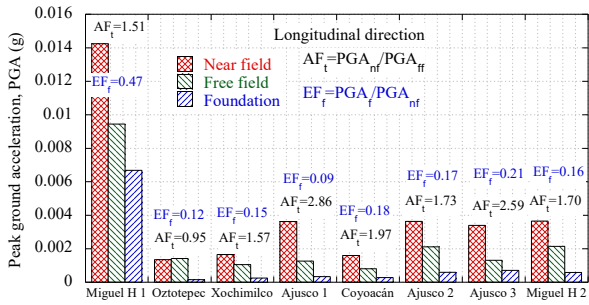 Peak ground acceleration, PGA (g)
0.016
0.014
0.012
0.01
0.008
0.006
0.004
0.002
0
Longitudinal direction
AFt=PGAnf/PGAff
EFf=PGAf/PGAnf
Near field
Free field
Foundation
AFt=1.51
EFf=0.47
EFf=0.12
AFt=0.95
EFf=0.15
AFt=1.57
EFf=0.09
AFt=2.86
EFf=0.18
AFt=1.97
EFf=0.17
AFt=1.73
EFf=0.21
AFt=2.59
EFf=0.16
AFt=1.70
Miguel H 1 Oztotepec Xochimilco Ajusco 1 Coyoacán Ajusco 2 Ajusco 3 Miguel H 2